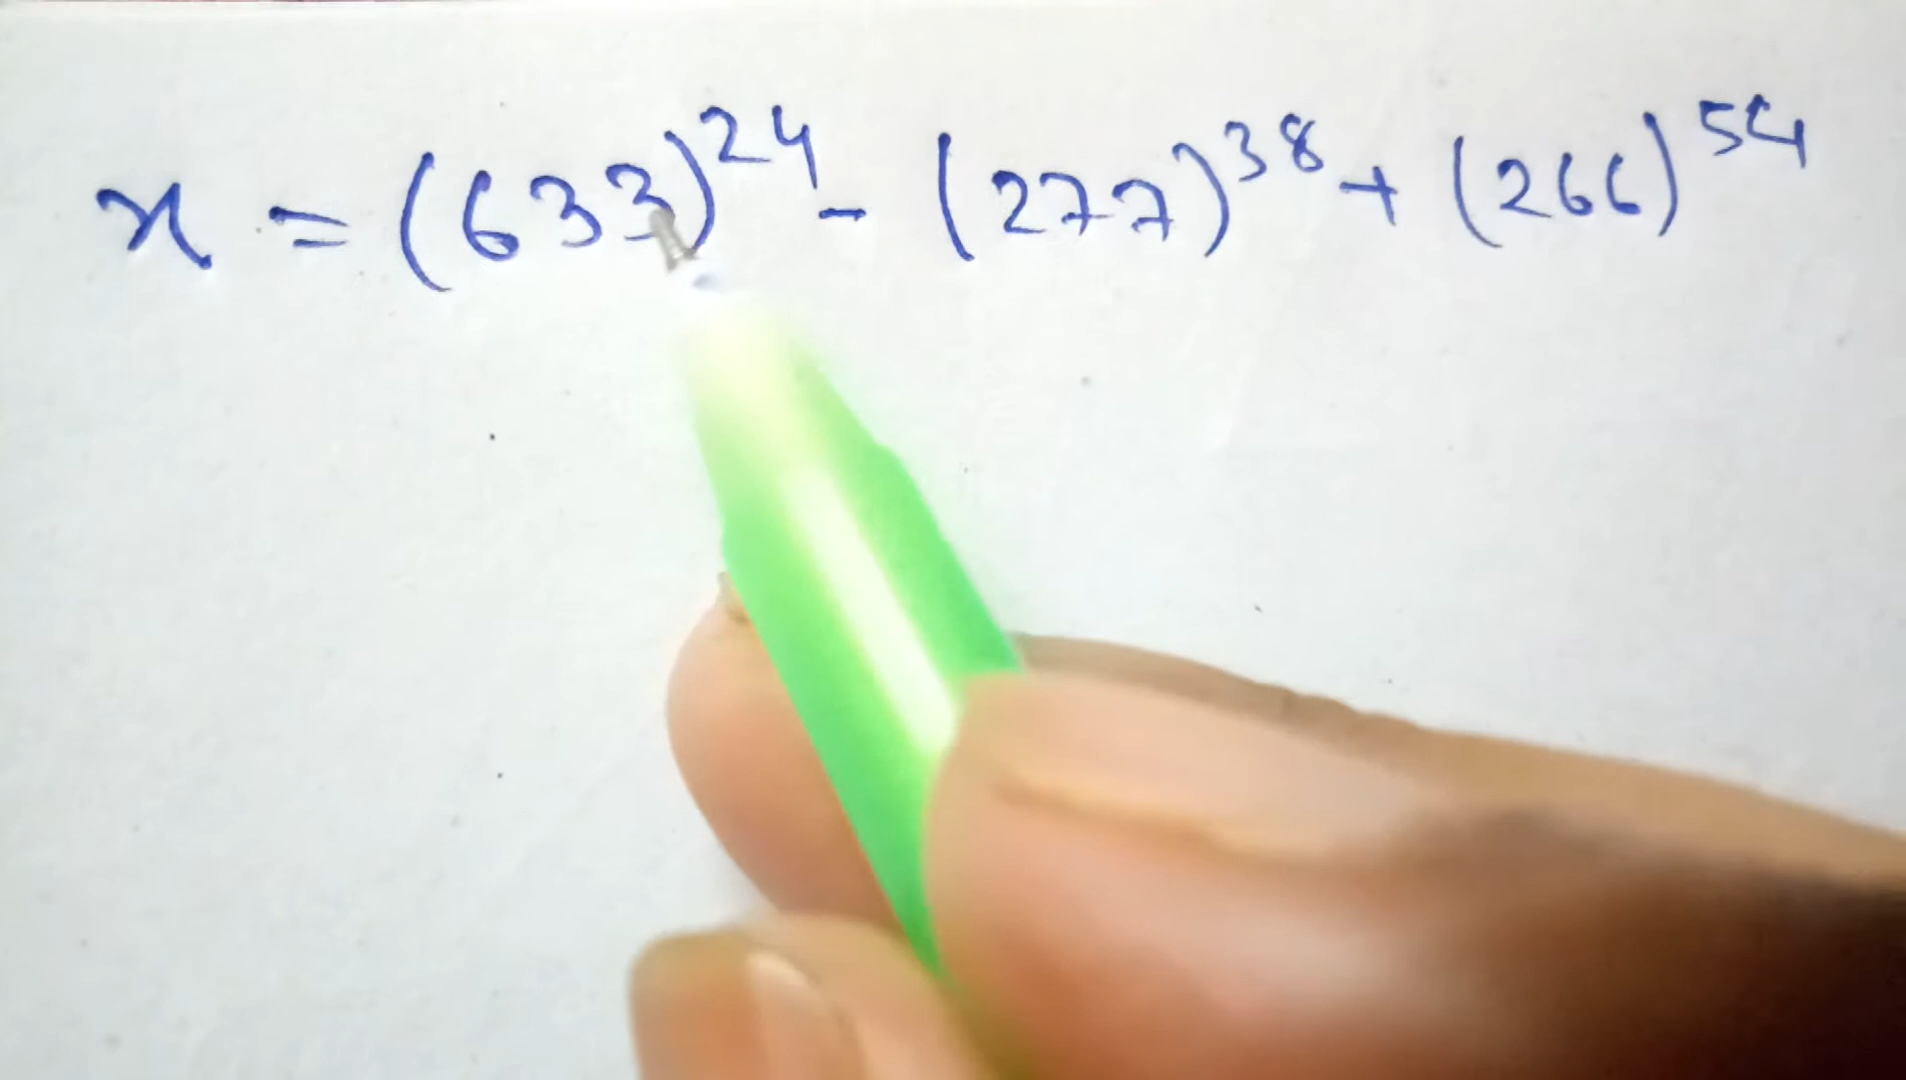 x = (633)^24 - (277)^38 + (266)^54